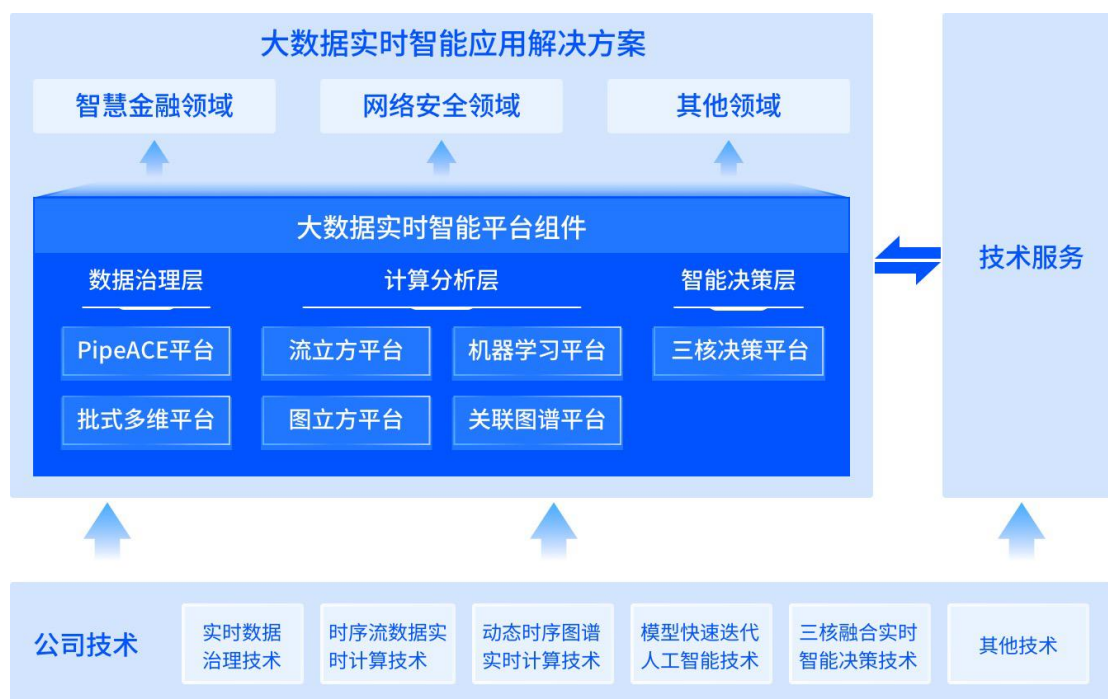 大数据实时智能应用解决方案
智慧金融领域
网络安全领域
其他领域
大数据实时智能平台组件
数据治理层
计算分析层
智能决策层
PipeACE平台
流立方平台
机器学习平台
三核决策平台
批式多维平台
图立方平台
关联图谱平台
技术服务
公司技术
实时数据
治理技术
时序流数据实
时计算技术
动态时序图谱
实时计算技术
模型快速迭代
人工智能技术
三核融合实时
智能决策技术
其他技术